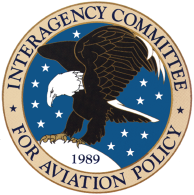 INTERAGENCY COMMITTEE
1989
FOR AVIATION POLICY